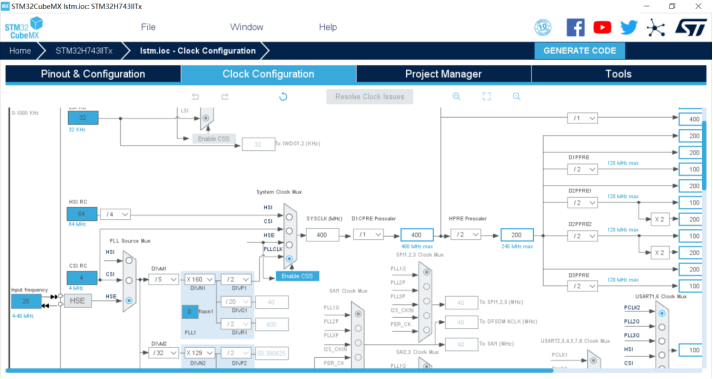 STM32CubeMX lstm.ioc: STM32H743IITx
STM32
CubeMX
File
Window
Help
10
Home
STM32H743IITx
lstm.ioc - Clock Configuration
GENERATE CODE
Pinout & Configuration
Clock Configuration
Project Manager
Tools
Resolve Clock Issues
0-1000 KHz
32
32 KHz
LSI
Enable CSS
32
To IWDG1,2 (KHz)
/ 1
400
200
D1PPRE
/ 2
120 MHz max
100
200
D2PPRE1
/ 2
120 MHz max
100
X 2
200
D2PPRE2
/ 2
120 MHz max
100
X 2
200
200
D3PPRE
/ 2
120 MHz max
100
System Clock Mux
HSI RC
64
64 MHz
/ 4
HSI
CSI
HSE
PLLCLK
SYSCLK (MHz)
400
D1CPRE Prescaler
/ 1
400
480 MHz max
HPRE Prescaler
/ 2
200
240 MHz max
Enable CSS
PLL Source Mux
HSI
CSI
HSE
CSI RC
4
4 MHz
Input frequency
25
4-48 MHz
HSE
DIVM1
/ 5
X 160
DIVN1
/ 2
DIVP1
/ 20
DIVQ1
40
/ 2
DIVR1
400
0
fracn1
PLL1
DIVM2
/ 32
X 129
DIVN2
/ 2
DIVP2
50.390625
SPI1,2,3 Clock Mux
PLL1Q
PLL2P
PLL3P
I2S_CKIN
PER_CK
40
To SPI1,2,3 (MHz)
40
To DFSDM ACLK (MHz)
40
To SAI1 (MHz)
SAI1 Clock Mux
PLL1Q
PLL2P
PLL3P
I2S_CKIN
PER_CK
SAI2,3 Clock Mux
PLL1Q
USART1,6 Clock Mux
PCLK2
PLL2Q
PLL3Q
HSI
CSI
100
USART2,3,4,5,7,8 Clock Mux
PCLK1